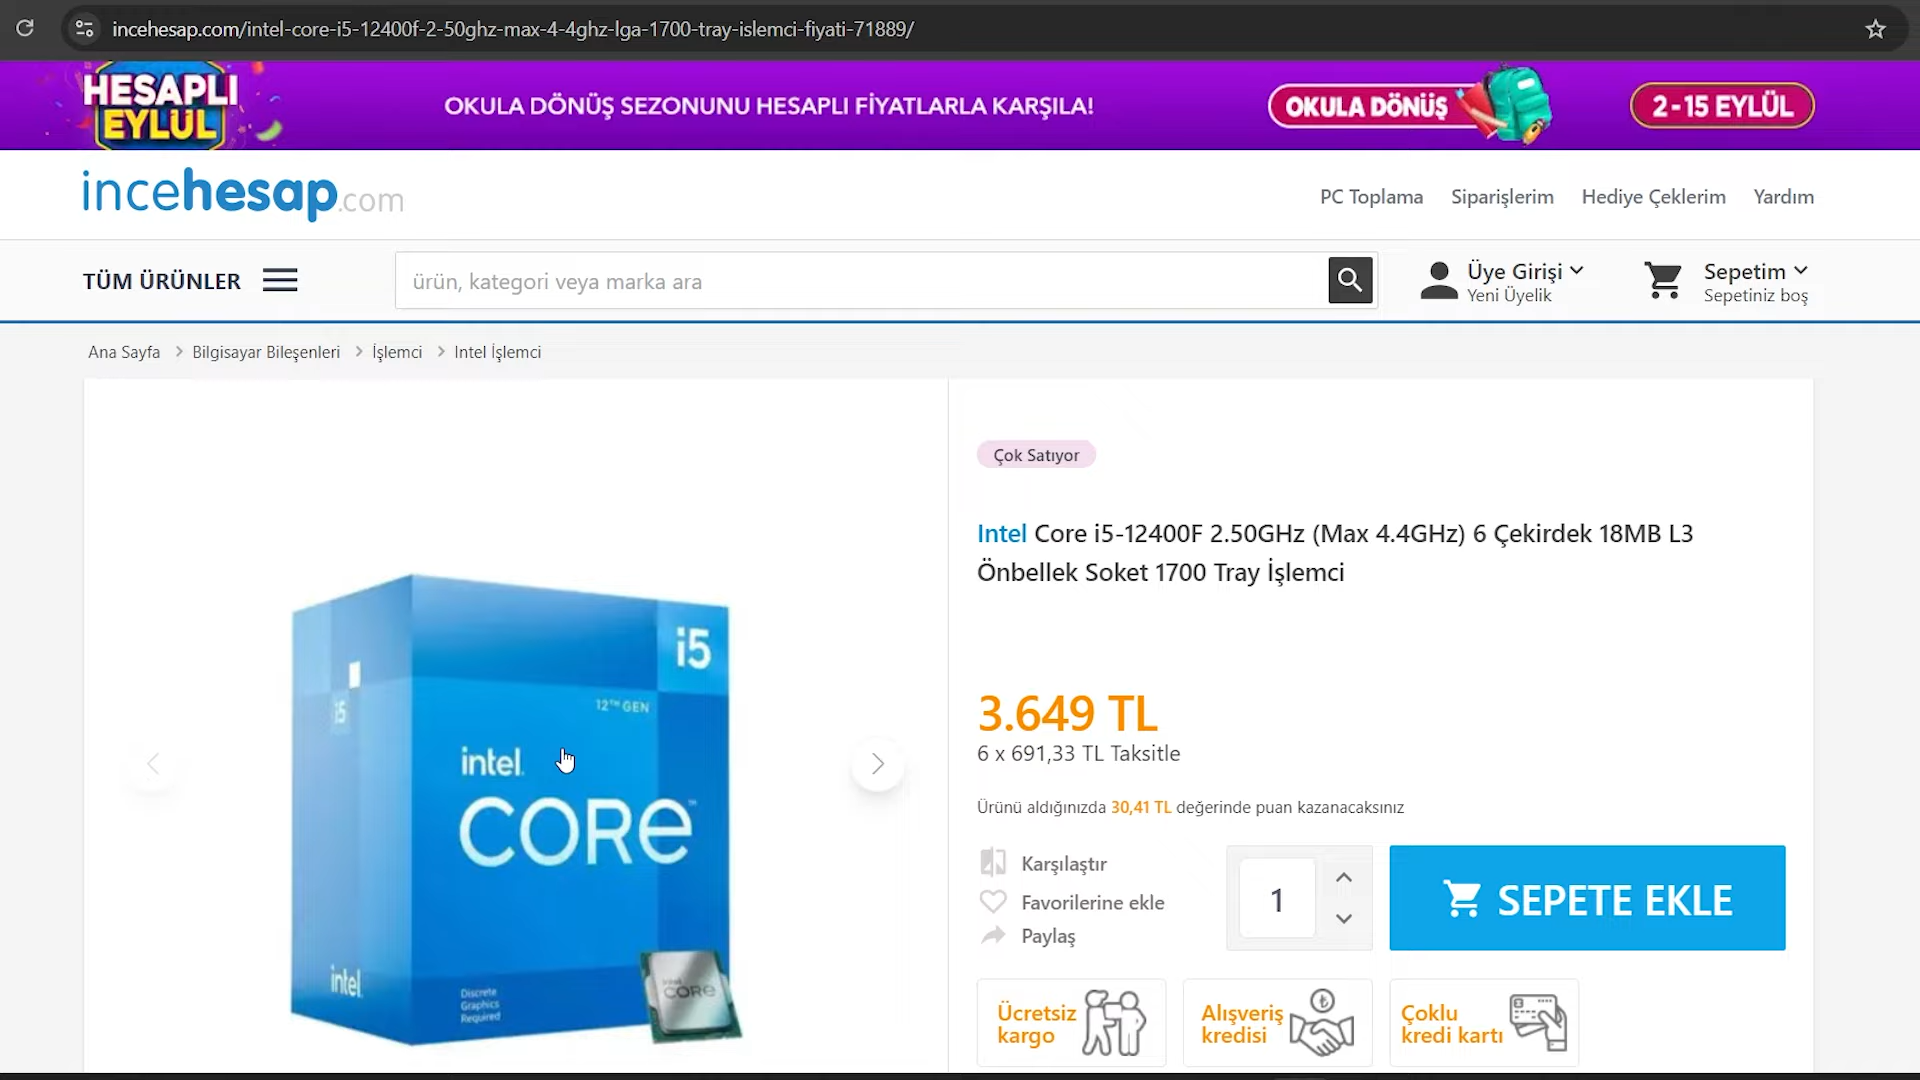 incehesap.com/intel-core-i5-12400f-2-50ghz-max-4-4ghz-lga-1700-tray-islemci-fiyati-71889/
HESAPLI
EYLÜL
OKULA DÖNÜŞ SEZONUNU HESAPLI FİYATLARLA KARŞILA!
OKULA DÖNÜŞ
2-15 EYLÜL
incehesap.com
PC Toplama
Siparişlerim
Hediye Çeklerim
Yardım
TÜM ÜRÜNLER
ürün, kategori veya marka ara
Üye Girişi
Yeni Üyelik
Sepetim
Sepetiniz boş
Ana Sayfa > Bilgisayar Bileşenleri > İşlemci > Intel İşlemci
Çok Satıyor
Intel Core i5-12400F 2.50GHz (Max 4.4GHz) 6 Çekirdek 18MB L3
Önbellek Soket 1700 Tray İşlemci
i5
i5
12TH GEN
intel.
CORE™
intel.
Discrete
Graphics
Required
CORE
3.649 TL
6 x 691,33 TL Taksitle
Ürünü aldığınızda 30,41 TL değerinde puan kazanacaksınız
Karşılaştır
Favorilerine ekle
Paylaş
1
SEPETE EKLE
Ücretsiz
kargo
Alışveriş
kredisi
Çoklu
kredi kartı